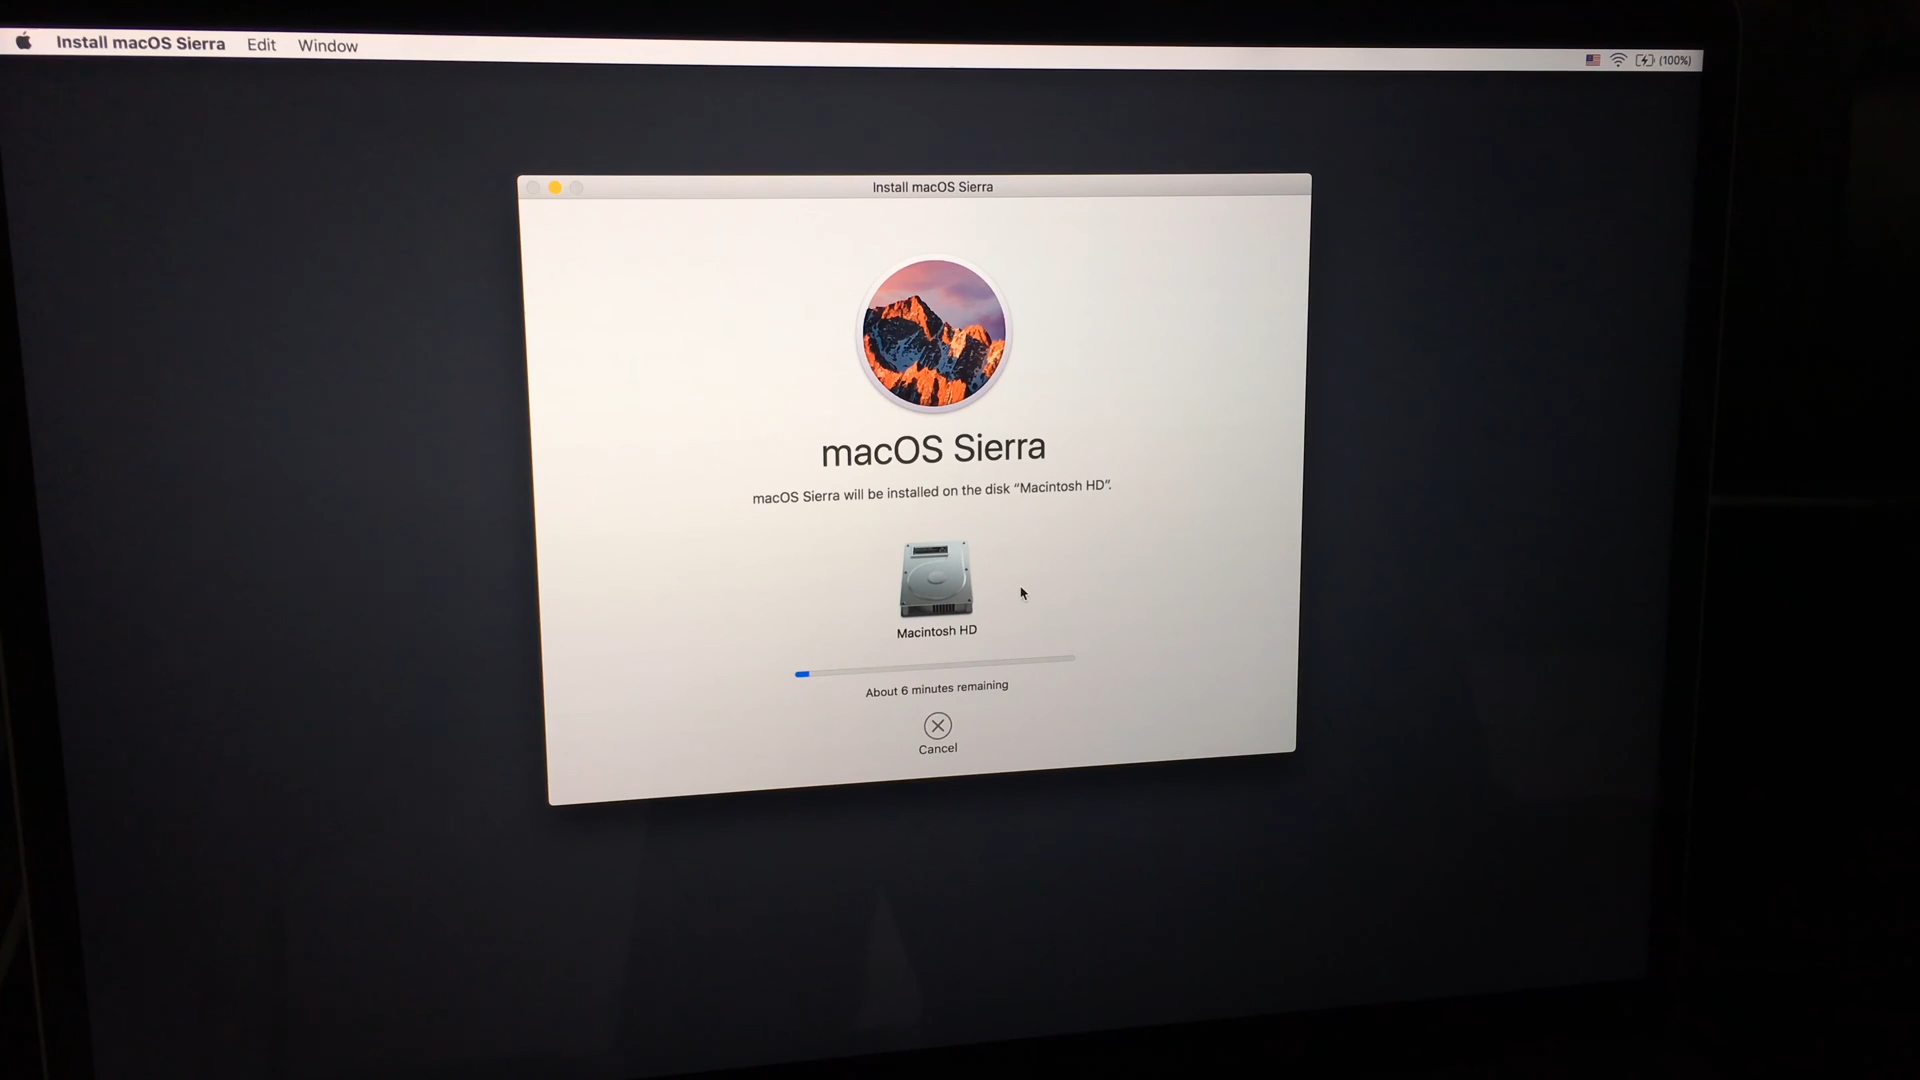 Install macOS Sierra Edit Window (100%)
Install macOS Sierra
macOS Sierra
macOS Sierra will be installed on the disk “Macintosh HD”.
Macintosh HD
About 6 minutes remaining
Cancel